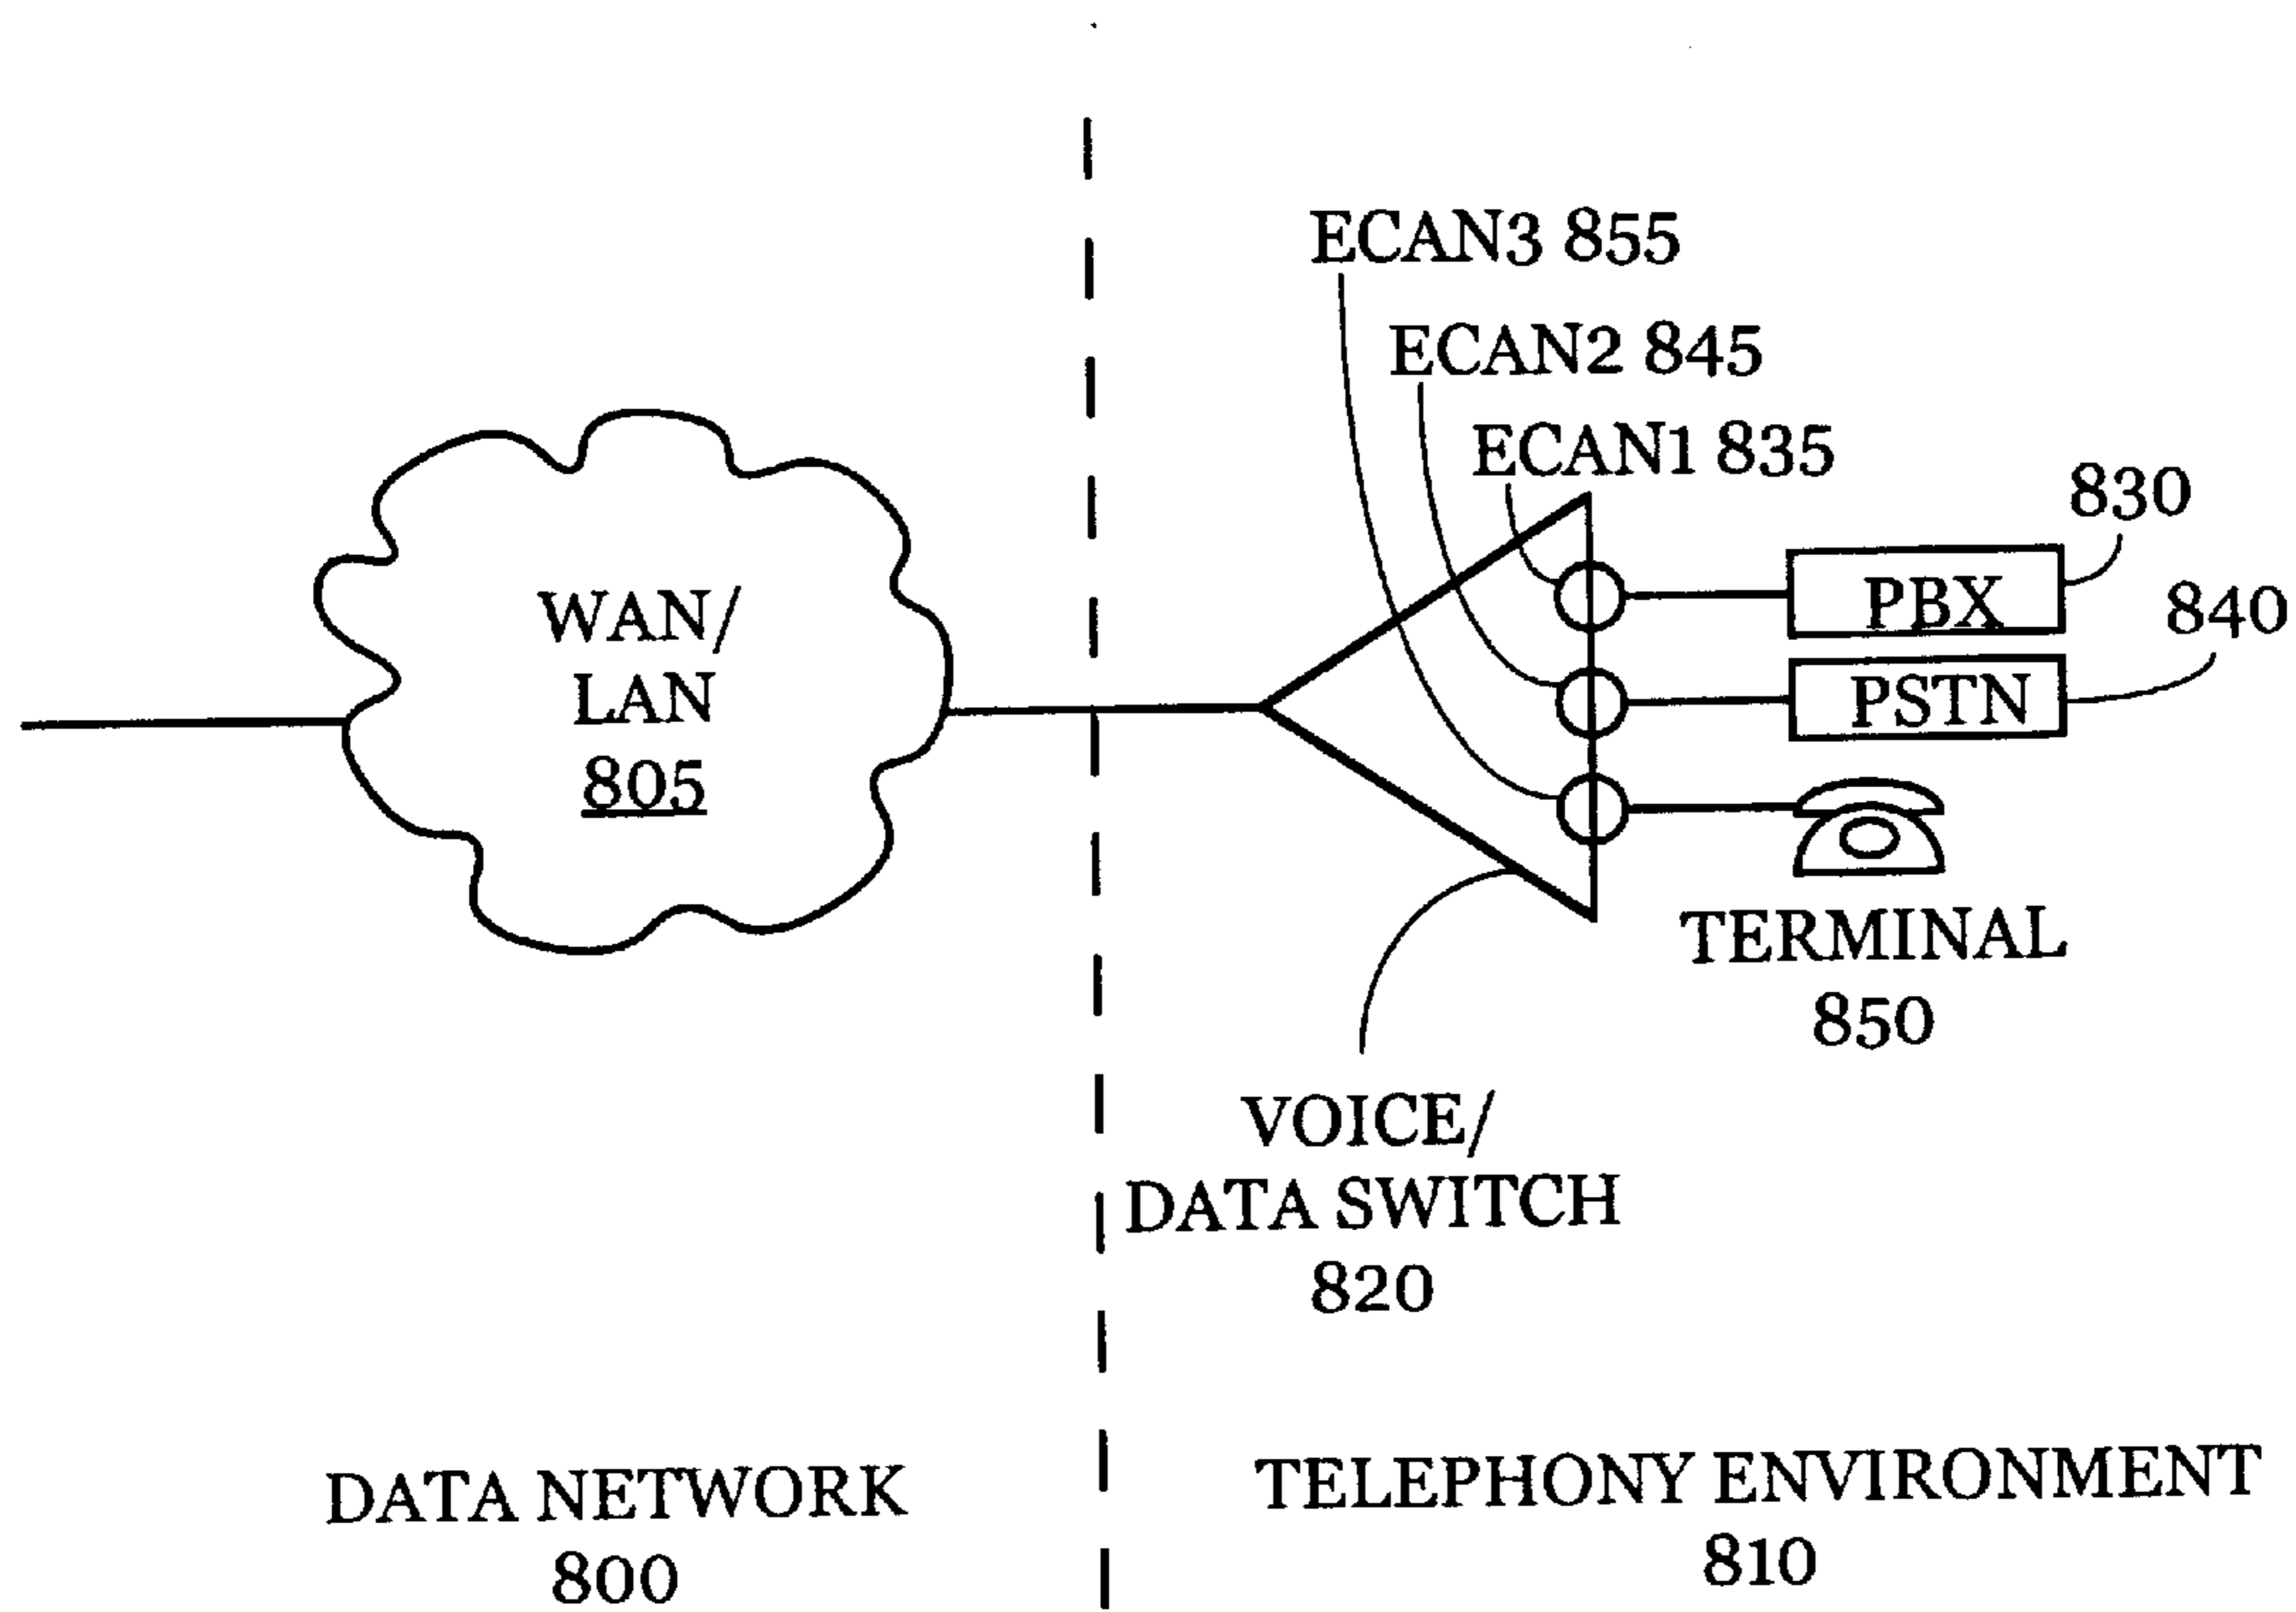 ECAN3 855
ECAN2 845
ECAN1 835
830
PBX
840
PSTN
WAN/
LAN
805
TERMINAL
850
VOICE/
DATA SWITCH
820
DATA NETWORK
800
TELEPHONY ENVIRONMENT
810